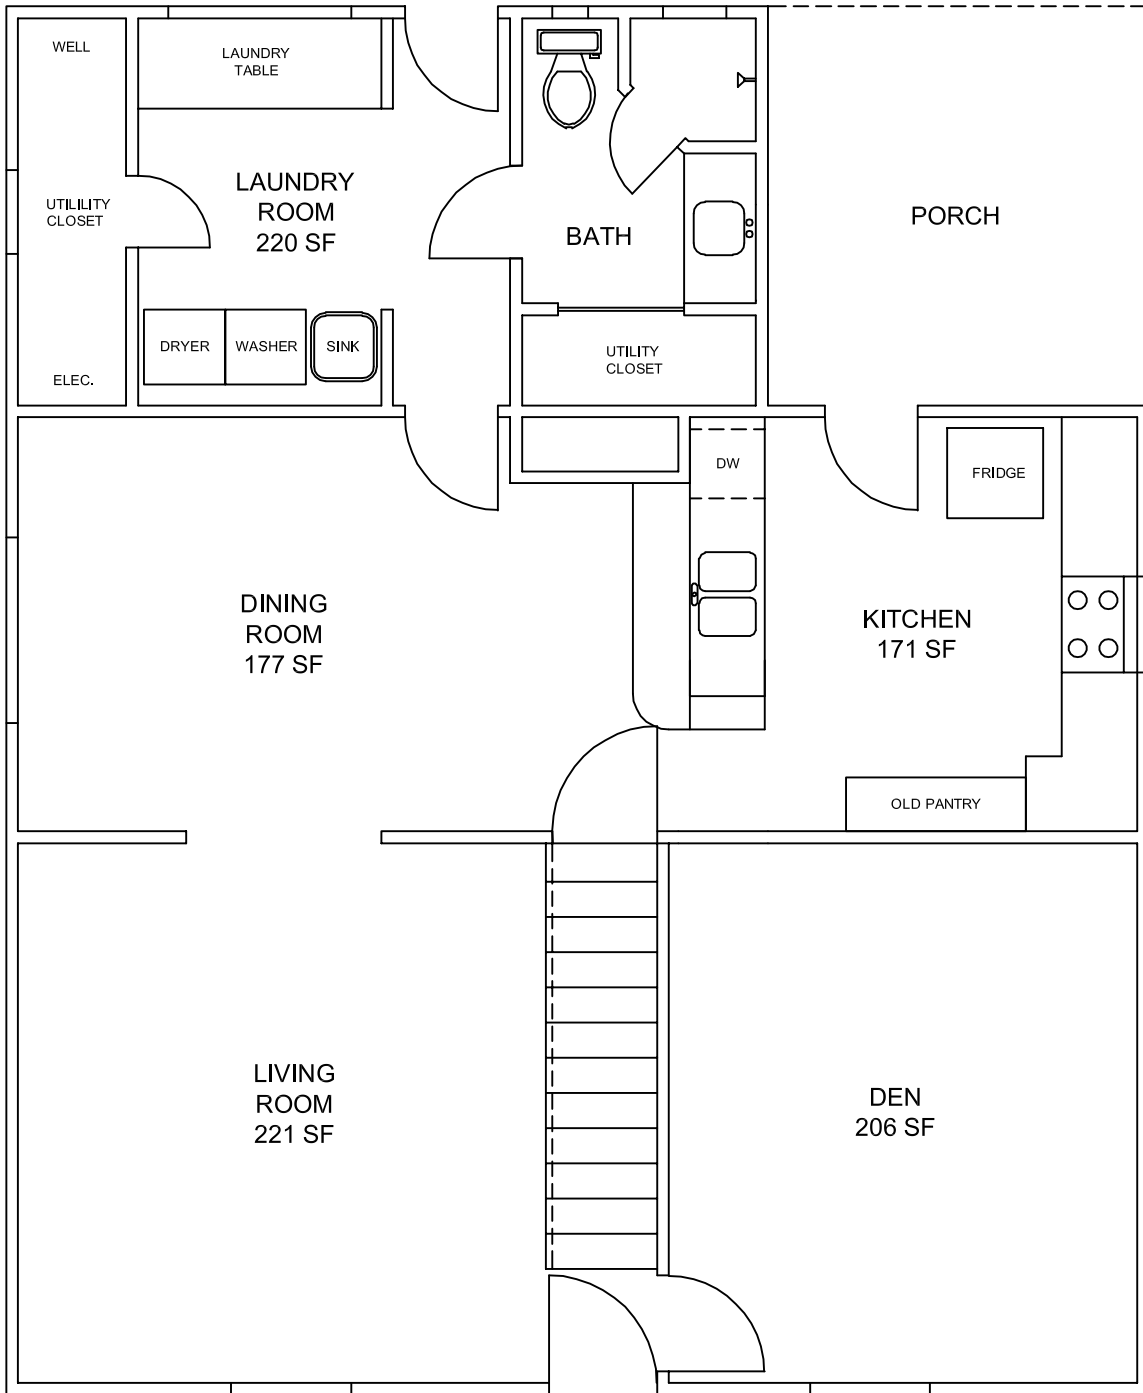 WELL
LAUNDRY
TABLE
LAUNDRY
ROOM
220 SF
UTILILITY
CLOSET
BATH
PORCH
DRYER
WASHER
SINK
UTILITY
CLOSET
ELEC.
DW
FRIDGE
DINING
ROOM
177 SF
KITCHEN
171 SF
OLD PANTRY
LIVING
ROOM
221 SF
DEN
206 SF